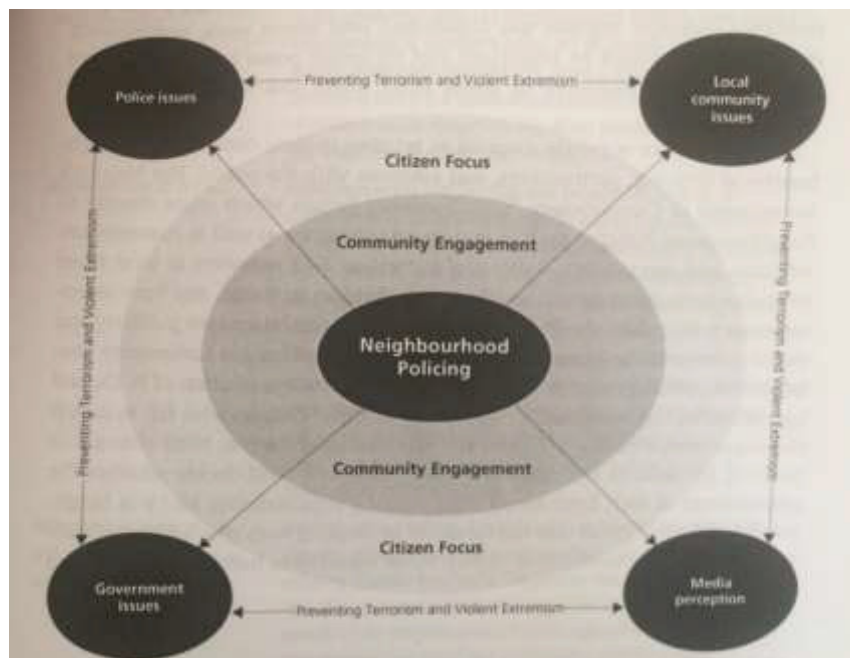 Police issues
Preventing Terrorism and Violent Extremism
Local
community
issues
Citizen Focus
Community Engagement
Preventing Terrorism and Violent Extremism
Neighbourhood
Policing
Preventing Terrorism and Violent Extremism
Community Engagement
Citizen Focus
Government
issues
Preventing Terrorism and Violent Extremism
Media
perception